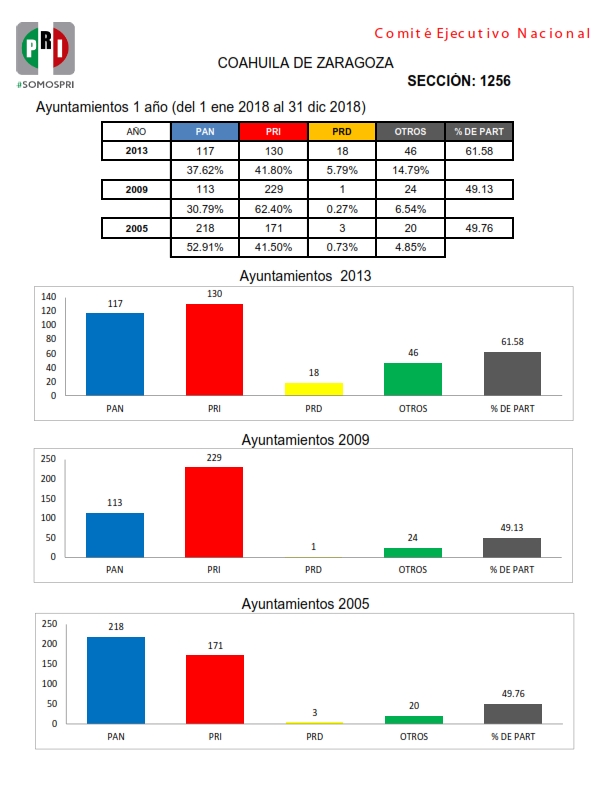 Comité Ejecutivo Nacional
PRI
#SOMOSPRI
COAHUILA DE ZARAGOZA
SECCIÓN: 1256
Ayuntamientos 1 año (del 1 ene 2018 al 31 dic 2018)
AÑO PAN PRI PRD OTROS % DE PART
2013 117 130 18 46 61.58
37.62% 41.80% 5.79% 14.79%
2009 113 229 1 24 49.13
30.79% 62.40% 0.27% 6.54%
2005 218 171 3 20 49.76
52.91% 41.50% 0.73% 4.85%
Ayuntamientos 2013
140
120
100
80
60
40
20
0
117 130 18 46 61.58
PAN PRI PRD OTROS % DE PART
Ayuntamientos 2009
250
200
150
100
50
0
113 229 1 24 49.13
PAN PRI PRD OTROS % DE PART
Ayuntamientos 2005
250
200
150
100
50
0
218 171 3 20 49.76
PAN PRI PRD OTROS % DE PART